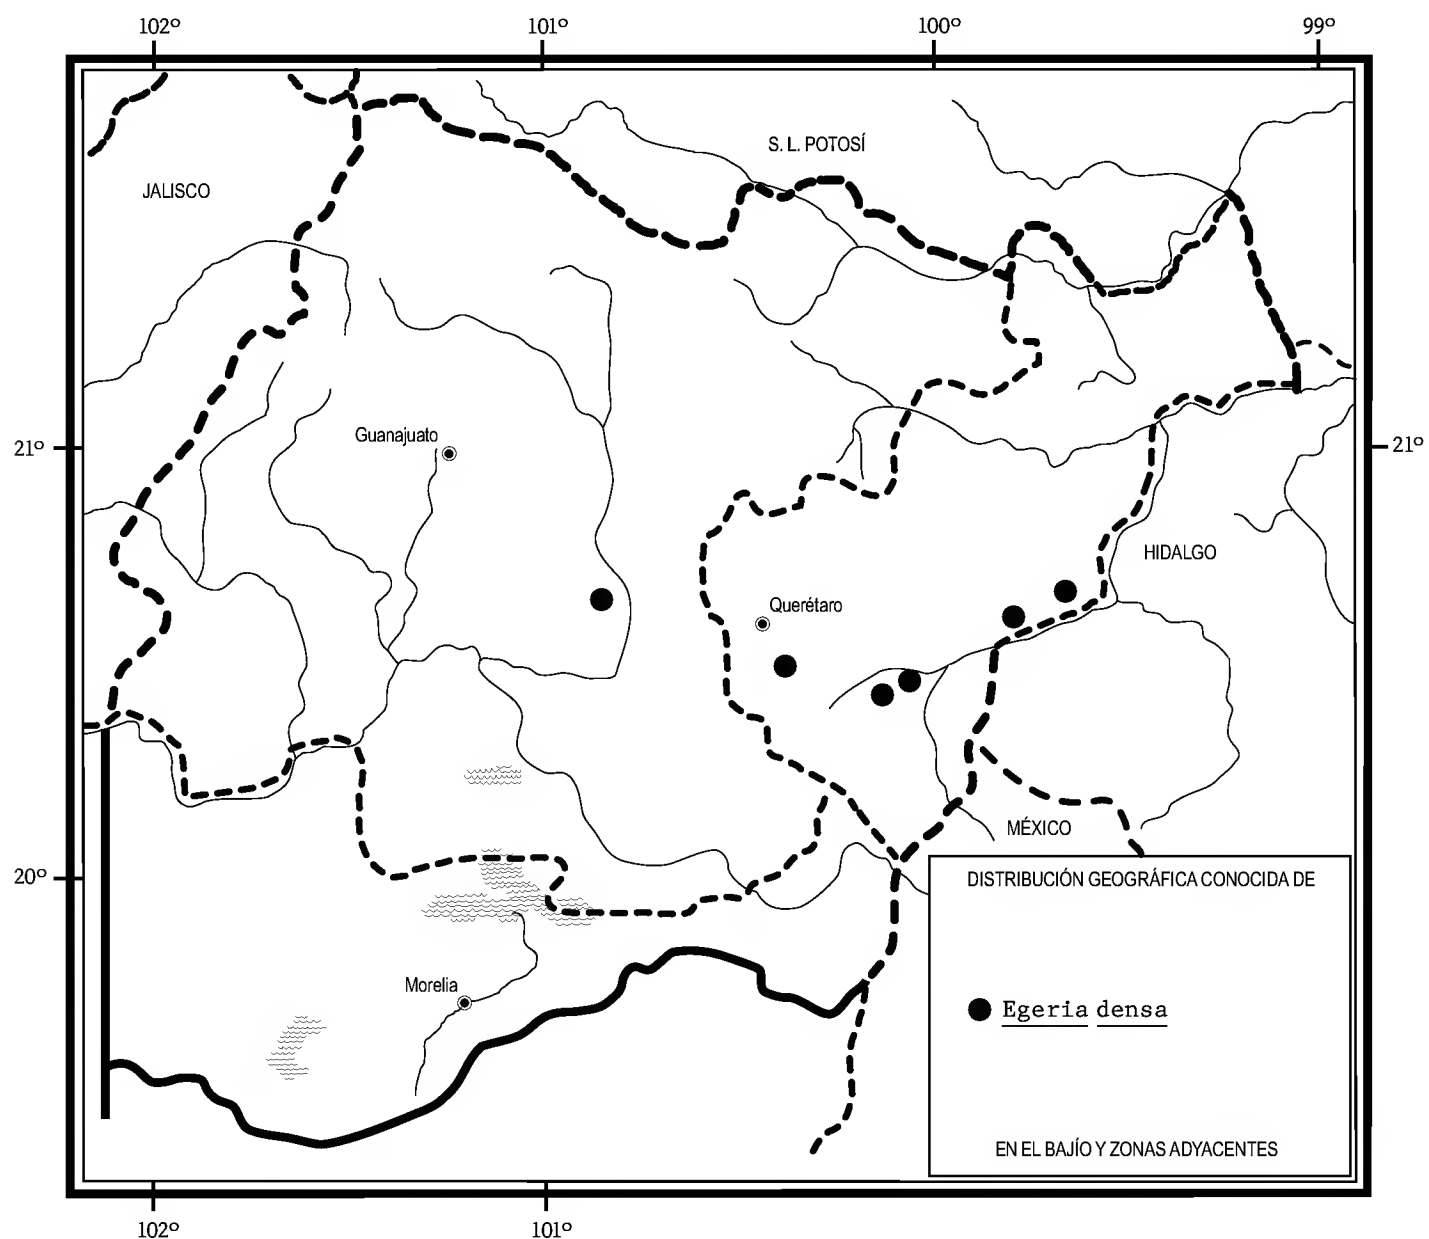 102º 101º 100º 99º
S. L. POTOSÍ
JALISCO
Guanajuato
21º 21º
HIDALGO
Querétaro
MÉXICO
20º
DISTRIBUCIÓN GEOGRÁFICA CONOCIDA DE
Morelia
Egeria densa
EN EL BAJÍO Y ZONAS ADYACENTES
102º 101º